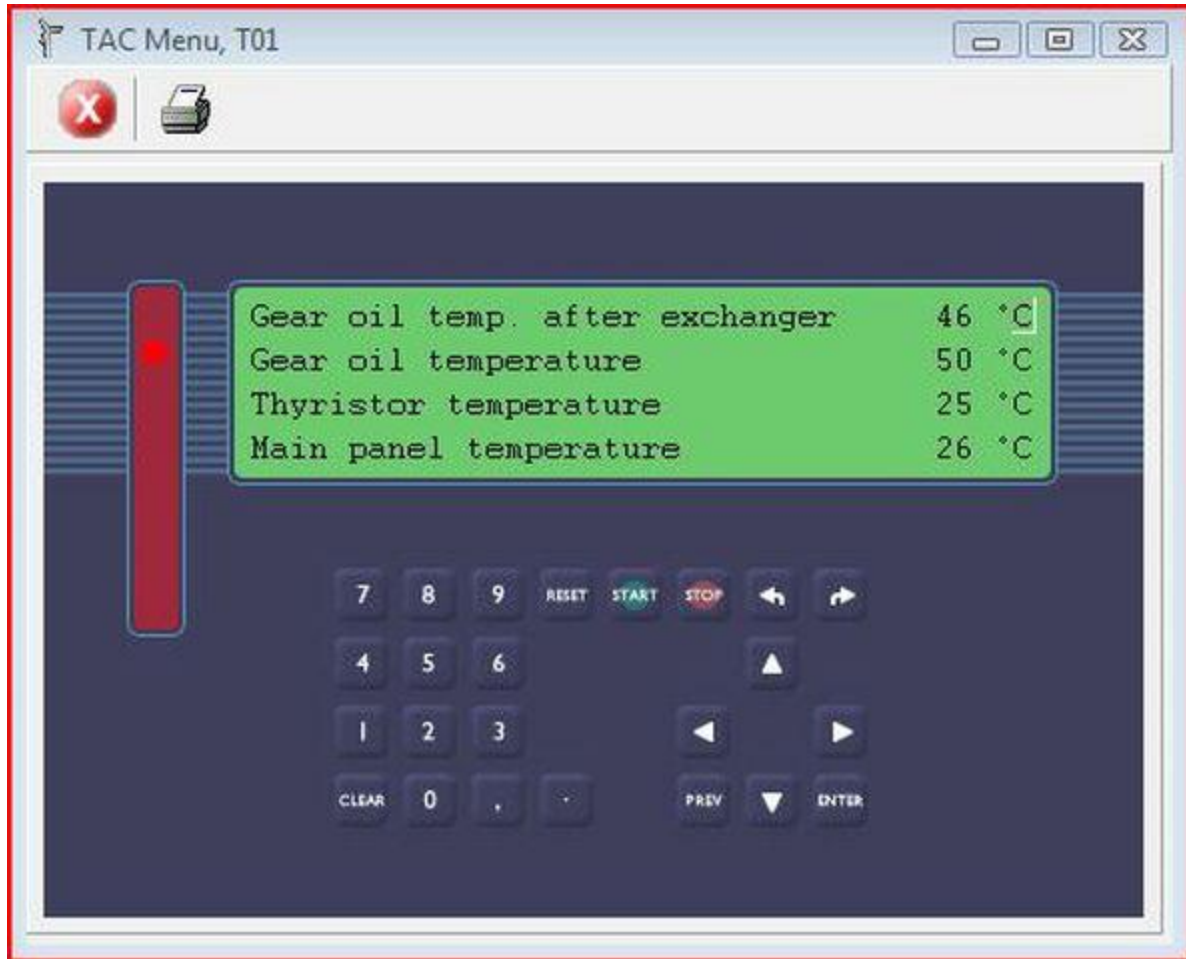 TAC Menu, T01
Gear oil temp. after exchanger 46 °C
Gear oil temperature 50 °C
Thyristor temperature 25 °C
Main panel temperature 26 °C
7 8 9 RESET START STOP
4 5 6
1 2 3
CLEAR 0 , . PREV ENTER